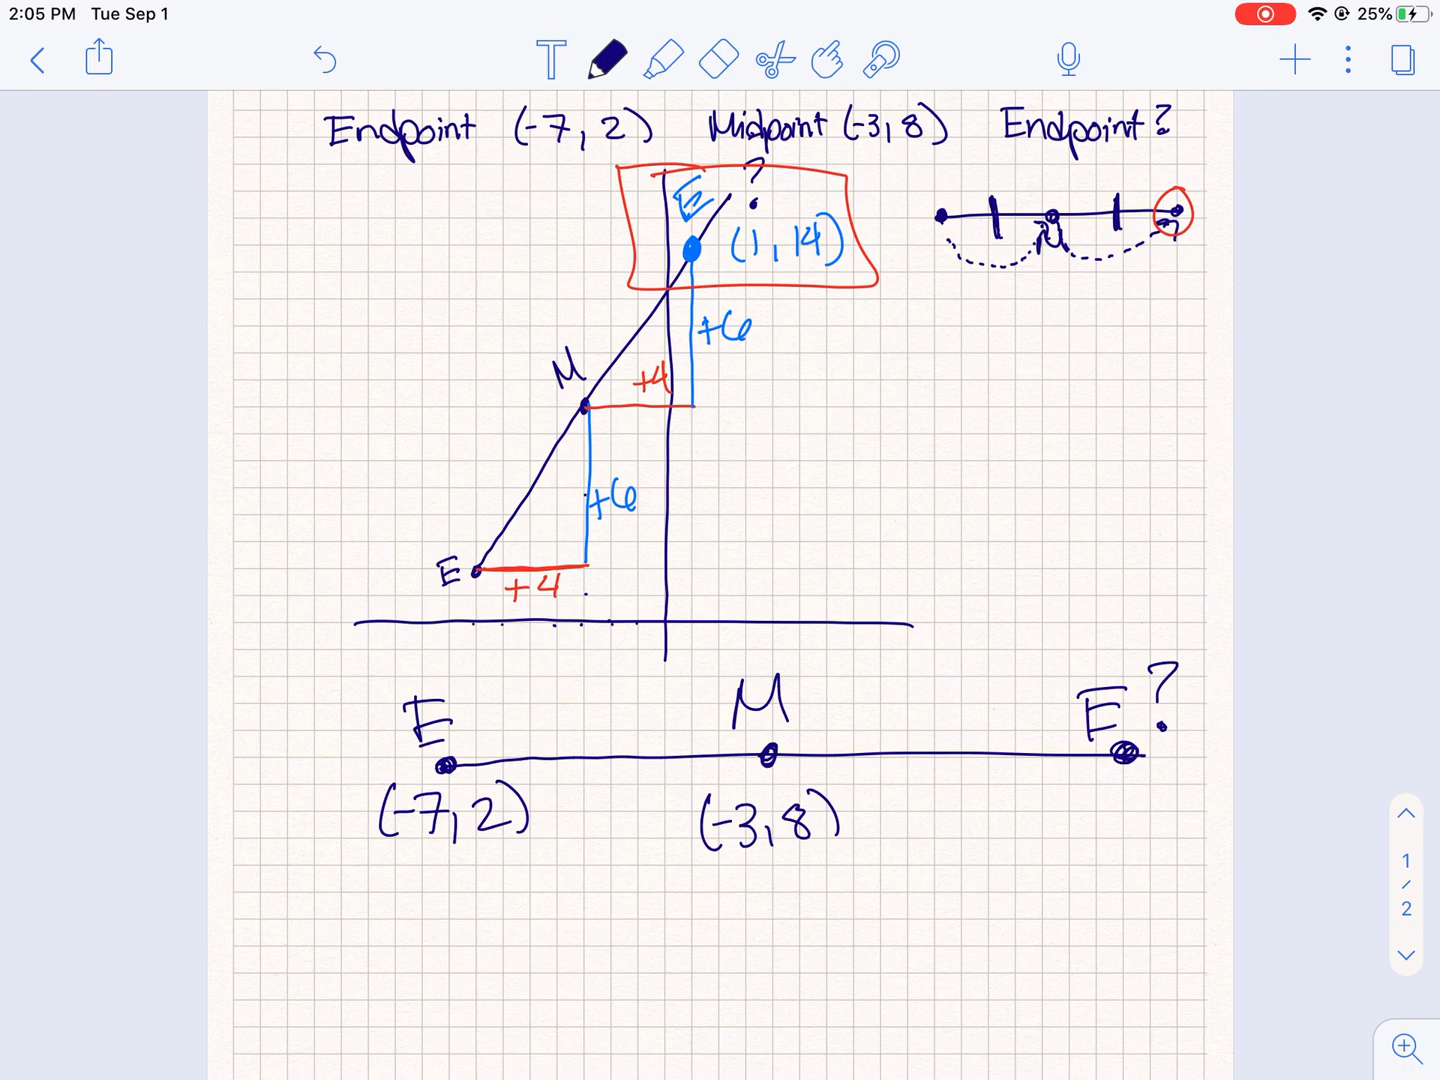 2:05 PM Tue Sep 1
25%
T
Endpoint (-7, 2) Midpoint (-3, 8) Endpoint?
?
E
(1, 14)
M
?
+6
M
+4
+6
E
+4
E
M
E?
(-7, 2)
(-3, 8)
1
/
2